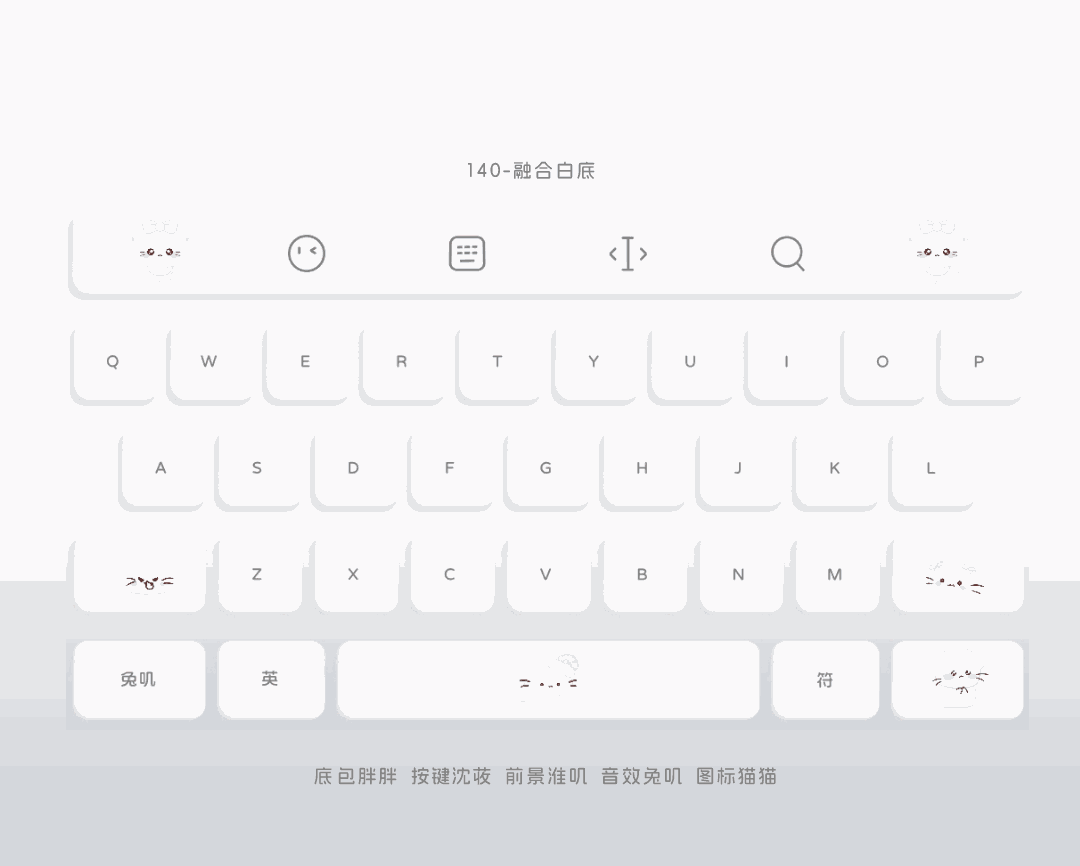 140-融合白底
Q W E R T Y U I O P
A S D F G H J K L
Z X C V B N M
兔叽 英 符
底包胖胖 按键沈荍 前景淮叽 音效兔叽 图标猫猫